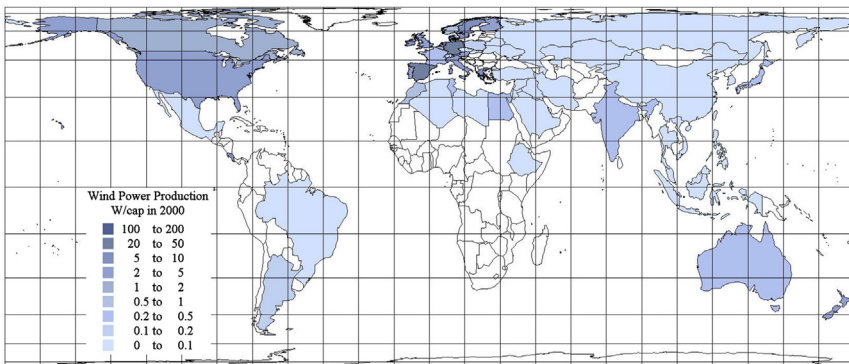 Wind Power Production
W/cap in 2000
100 to 200
20 to 50
5 to 10
2 to 5
1 to 2
0.5 to 1
0.2 to 0.5
0.1 to 0.2
0 to 0.1